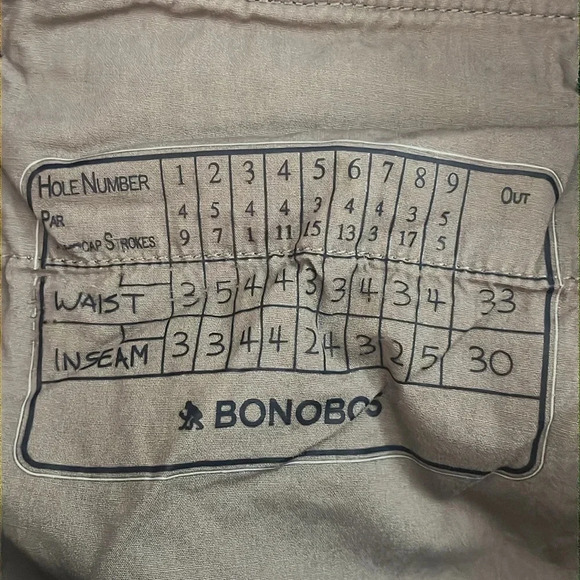 HOLE NUMBER 1 2 3 4 5 6 7 8 9 OUT
PAR 4 5 4 4 3 4 4 3 5
CAP STROKES 9 7 1 11 15 13 3 17 5
WAIST 3 5 4 4 3 3 4 3 4 33
INSEAM 3 3 4 4 2 4 3 2 5 30
BONOBOS